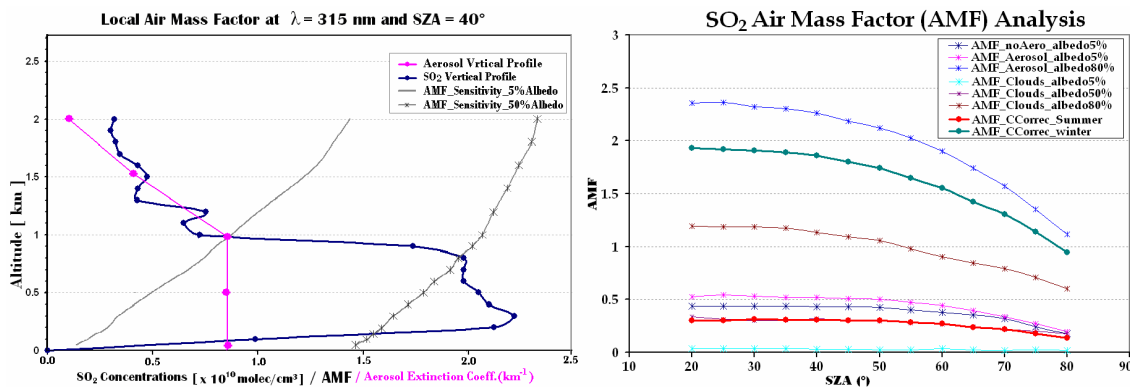 Local Air Mass Factor at λ = 315 nm and SZA = 40°
Aerosol Vrtical Profile
SO2 Vertical Profile
AMF_Sensitivity_5%Albedo
AMF_Sensitivity_50%Albedo
Altitude [ km ]
2
1.5
1
0.5
0
0.0
0.5
1.0
1.5
2.0
2.5
SO2 Concentrations [ x 10^10 molec/cm³] / AMF / Aerosol Extinction Coeff.(km⁻¹)
SO2 Air Mass Factor (AMF) Analysis
AMF_noAero_albedo5%
AMF_Aerosol_albedo5%
AMF_Aerosol_albedo80%
AMF_Clouds_albedo5%
AMF_Clouds_albedo50%
AMF_Clouds_albedo80%
AMF_CCorrec_Summer
AMF_CCorrec_winter
AMF
3
2.5
2
1.5
1
0.5
0
10
20
30
40
50
60
70
80
90
SZA (°)